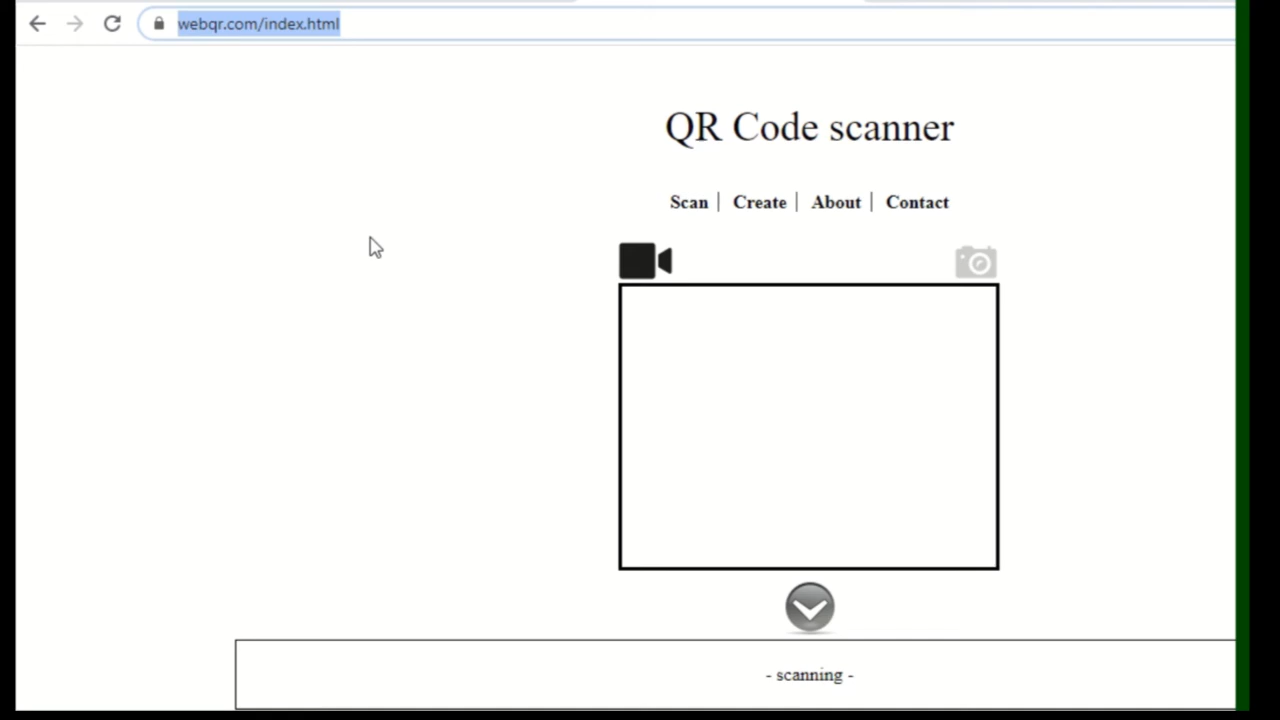 webqr.com/index.html
QR Code scanner
Scan | Create | About | Contact
- scanning -